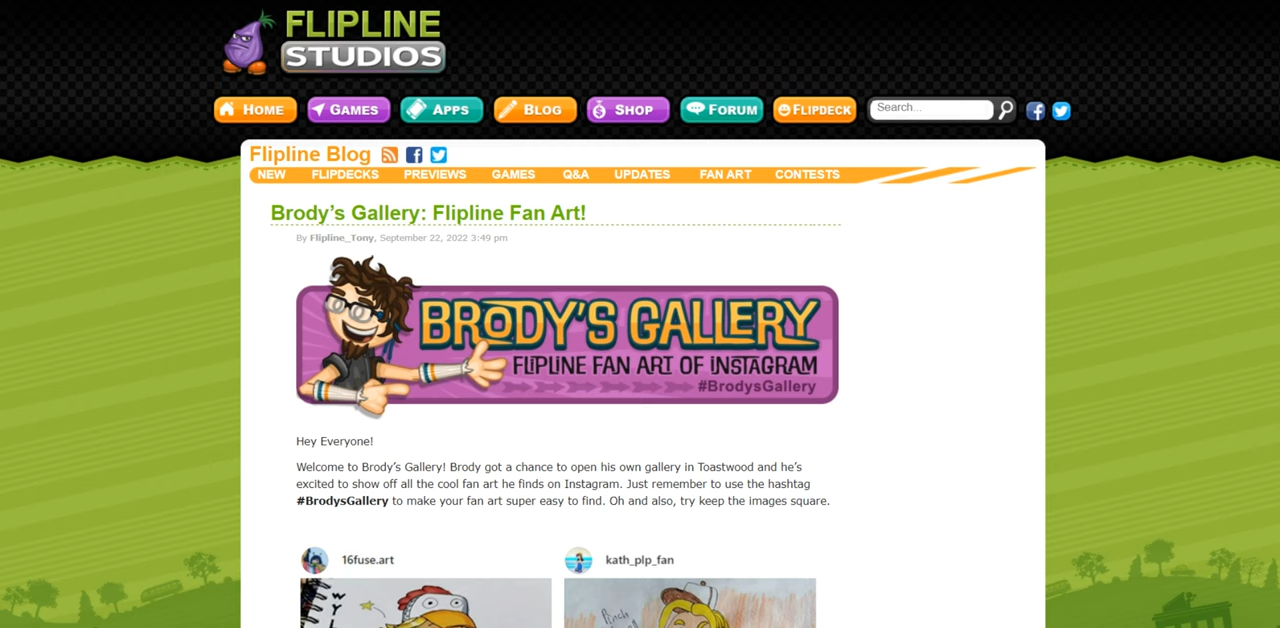 FLIPLINE
STUDIOS
HOME GAMES APPS BLOG SHOP FORUM FLIPDECK Search...
Flipline Blog
NEW FLIPDECKS PREVIEWS GAMES Q&A UPDATES FAN ART CONTESTS
Brody’s Gallery: Flipline Fan Art!
By Flipline_Tony, September 22, 2022 3:49 pm
BRODY'S GALLERY
FLIPLINE FAN ART OF INSTAGRAM
#BrodysGallery
Hey Everyone!
Welcome to Brody’s Gallery! Brody got a chance to open his own gallery in Toastwood and he’s
excited to show off all the cool fan art he finds on Instagram. Just remember to use the hashtag
#BrodysGallery to make your fan art super easy to find. Oh and also, try keep the images square.
16fuse.art kath_plp_fan